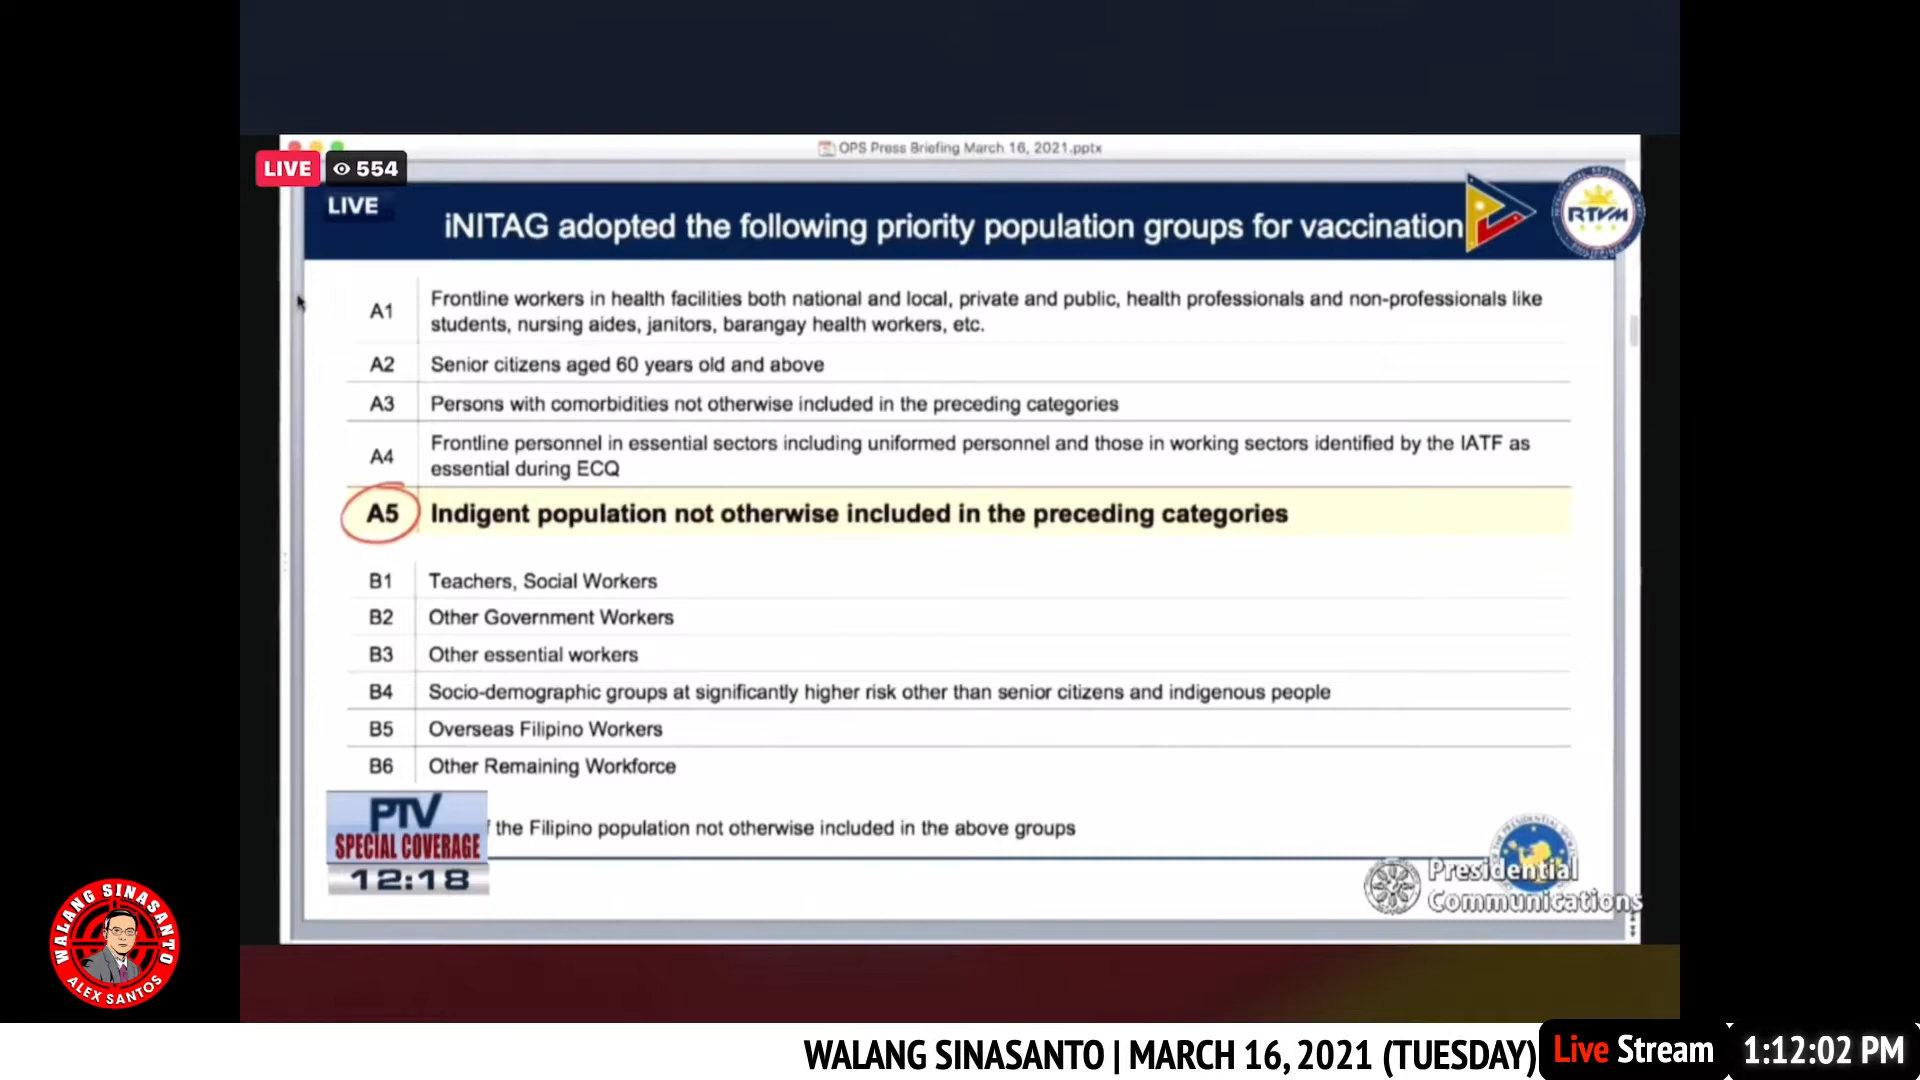 OPS Press Briefing March 16, 2021.pptx
LIVE 554
LIVE
iNITAG adopted the following priority population groups for vaccination
RTVM
A1 Frontline workers in health facilities both national and local, private and public, health professionals and non-professionals like
students, nursing aides, janitors, barangay health workers, etc.
A2 Senior citizens aged 60 years old and above
A3 Persons with comorbidities not otherwise included in the preceding categories
A4 Frontline personnel in essential sectors including uniformed personnel and those in working sectors identified by the IATF as
essential during ECQ
A5 Indigent population not otherwise included in the preceding categories
B1 Teachers, Social Workers
B2 Other Government Workers
B3 Other essential workers
B4 Socio-demographic groups at significantly higher risk other than senior citizens and indigenous people
B5 Overseas Filipino Workers
B6 Other Remaining Workforce
the Filipino population not otherwise included in the above groups
PTV
SPECIAL COVERAGE
12:18
Presidential
Communications
WALANG SINASANTO
ALEX SANTOS
WALANG SINASANTO | MARCH 16, 2021 (TUESDAY)
Live Stream
1:12:02 PM